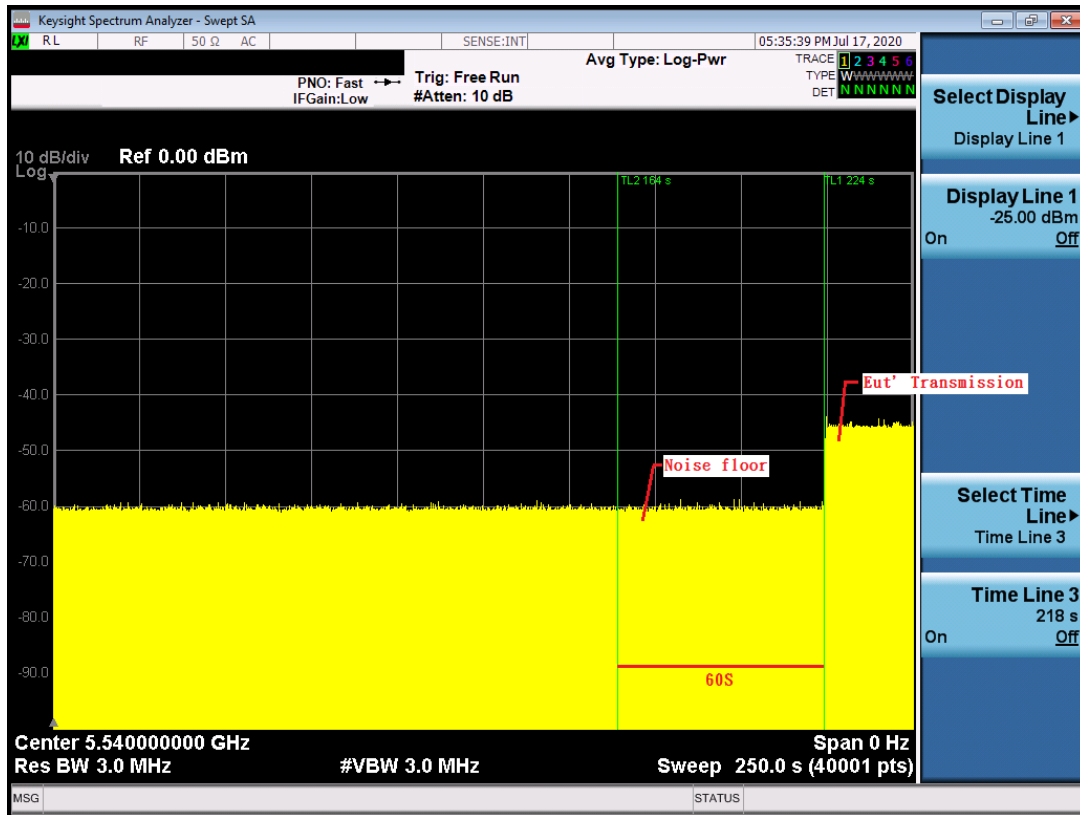 Keysight Spectrum Analyzer - Swept SA
LXI RL RF 50 Ω AC SENSE:INT 05:35:39 PM Jul 17, 2020
Avg Type: Log-Pwr TRACE 1 2 3 4 5 6
PNO: Fast Trig: Free Run TYPE WWWWWWW
IFGain:Low #Atten: 10 dB DET N N N N N N
10 dB/div Ref 0.00 dBm
Log
TL2 164 s TL1 224 s
-10.0
-20.0
-30.0
-40.0
Eut' Transmission
-50.0
Noise floor
-60.0
-70.0
-80.0
-90.0
60S
Center 5.540000000 GHz Span 0 Hz
Res BW 3.0 MHz #VBW 3.0 MHz Sweep 250.0 s (40001 pts)
MSG STATUS
Select Display
Line
Display Line 1
Display Line 1
-25.00 dBm
On Off
Select Time
Line
Time Line 3
Time Line 3
218 s
On Off